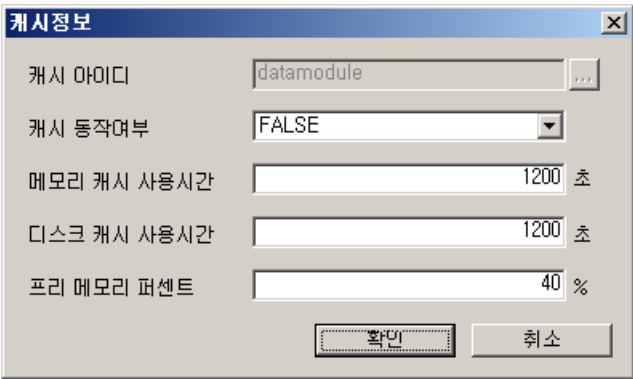 캐시정보
캐시 아이디 datamodule ...
캐시 동작여부 FALSE
메모리 캐시 사용시간 1200 초
디스크 캐시 사용시간 1200 초
프리 메모리 퍼센트 40 %
확인 취소